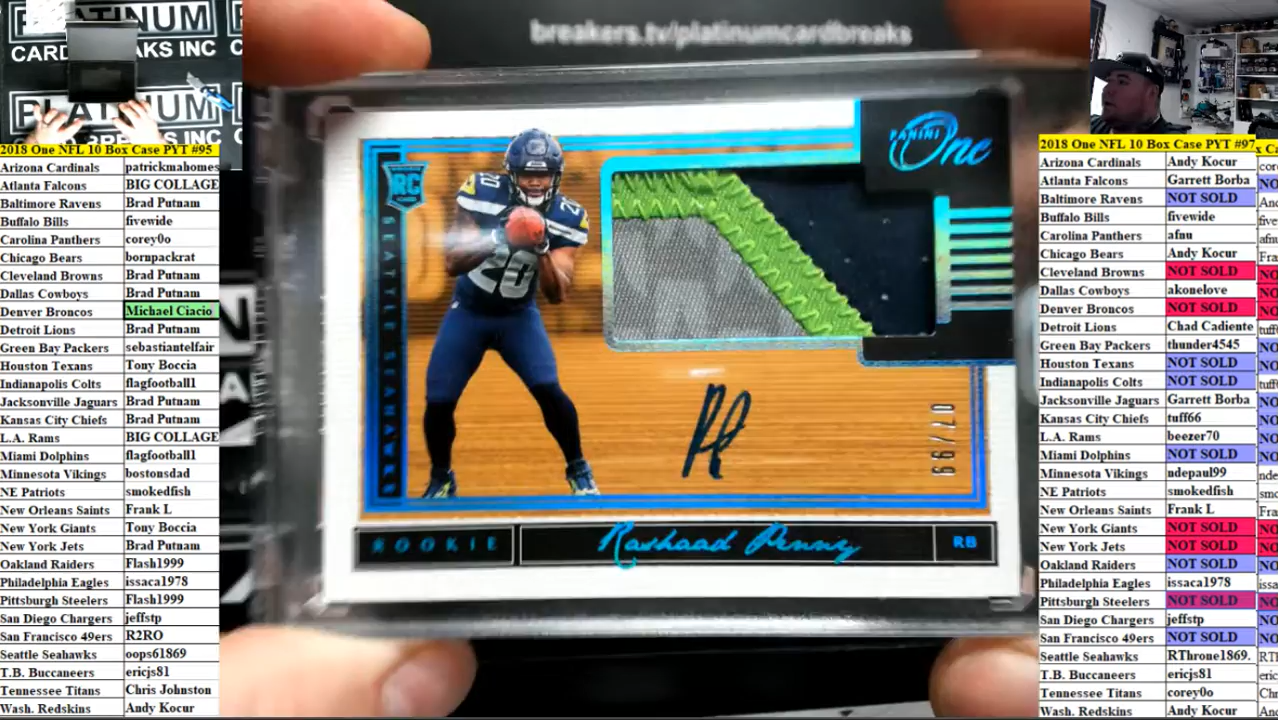 breakers.tv/platinumcardbreaks
PLATINUM
CARD BREAKS INC
PLATINUM
2018 One NFL 10 Box Case PYT #95
Arizona Cardinals patrickmahomes
Atlanta Falcons BIG COLLAGE
Baltimore Ravens Brad Putnam
Buffalo Bills fivewide
Carolina Panthers corey0o
Chicago Bears bornpackrat
Cleveland Browns Brad Putnam
Dallas Cowboys Brad Putnam
Denver Broncos Michael Ciacio
Detroit Lions Brad Putnam
Green Bay Packers sebastiantelfair
Houston Texans Tony Boccia
Indianapolis Colts flagfootball1
Jacksonville Jaguars Brad Putnam
Kansas City Chiefs Brad Putnam
L.A. Rams BIG COLLAGE
Miami Dolphins flagfootball1
Minnesota Vikings bostonsdad
NE Patriots smokedfish
New Orleans Saints Frank L
New York Giants Tony Boccia
New York Jets Brad Putnam
Oakland Raiders Flash1999
Philadelphia Eagles issaca1978
Pittsburgh Steelers Flash1999
San Diego Chargers jeffstp
San Francisco 49ers R2RO
Seattle Seahawks oops61869
T.B. Buccaneers ericjs81
Tennessee Titans Chris Johnston
Wash. Redskins Andy Kocur
PANINI One
RC
SEATTLE SEAHAWKS
20
20
20
07/99
ROOKIE
Rashaad Penny
RB
2018 One NFL 10 Box Case PYT #97
Arizona Cardinals Andy Kocur
Atlanta Falcons Garrett Borba
Baltimore Ravens NOT SOLD
Buffalo Bills fivewide
Carolina Panthers afnu
Chicago Bears Andy Kocur
Cleveland Browns NOT SOLD
Dallas Cowboys akonelove
Denver Broncos NOT SOLD
Detroit Lions Chad Cadiente
Green Bay Packers thunder4545
Houston Texans NOT SOLD
Indianapolis Colts NOT SOLD
Jacksonville Jaguars Garrett Borba
Kansas City Chiefs tuff66
L.A. Rams beezer70
Miami Dolphins NOT SOLD
Minnesota Vikings ndepaul99
NE Patriots smokedfish
New Orleans Saints Frank L
New York Giants NOT SOLD
New York Jets NOT SOLD
Oakland Raiders NOT SOLD
Philadelphia Eagles issaca1978
Pittsburgh Steelers NOT SOLD
San Diego Chargers jeffstp
San Francisco 49ers NOT SOLD
Seattle Seahawks RThrone1869.
T.B. Buccaneers ericjs81
Tennessee Titans corey0o
Wash. Redskins Andy Kocur